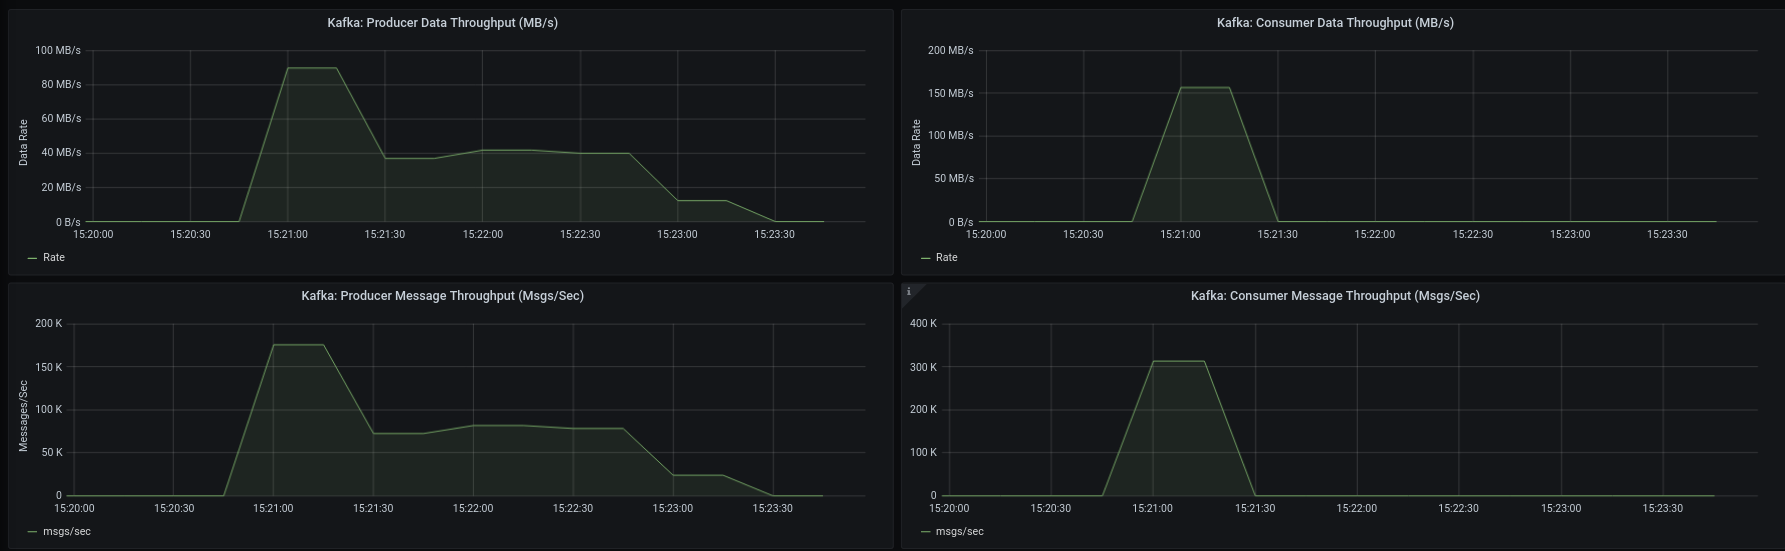 Kafka: Producer Data Throughput (MB/s)
100 MB/s
80 MB/s
60 MB/s
40 MB/s
20 MB/s
0 B/s
Data Rate
15:20:00 15:20:30 15:21:00 15:21:30 15:22:00 15:22:30 15:23:00 15:23:30
Rate
Kafka: Consumer Data Throughput (MB/s)
200 MB/s
150 MB/s
100 MB/s
50 MB/s
0 B/s
Data Rate
15:20:00 15:20:30 15:21:00 15:21:30 15:22:00 15:22:30 15:23:00 15:23:30
Rate
Kafka: Producer Message Throughput (Msgs/Sec)
200 K
150 K
100 K
50 K
0
Messages/Sec
15:20:00 15:20:30 15:21:00 15:21:30 15:22:00 15:22:30 15:23:00 15:23:30
msgs/sec
i
Kafka: Consumer Message Throughput (Msgs/Sec)
400 K
300 K
200 K
100 K
0
15:20:00 15:20:30 15:21:00 15:21:30 15:22:00 15:22:30 15:23:00 15:23:30
msgs/sec